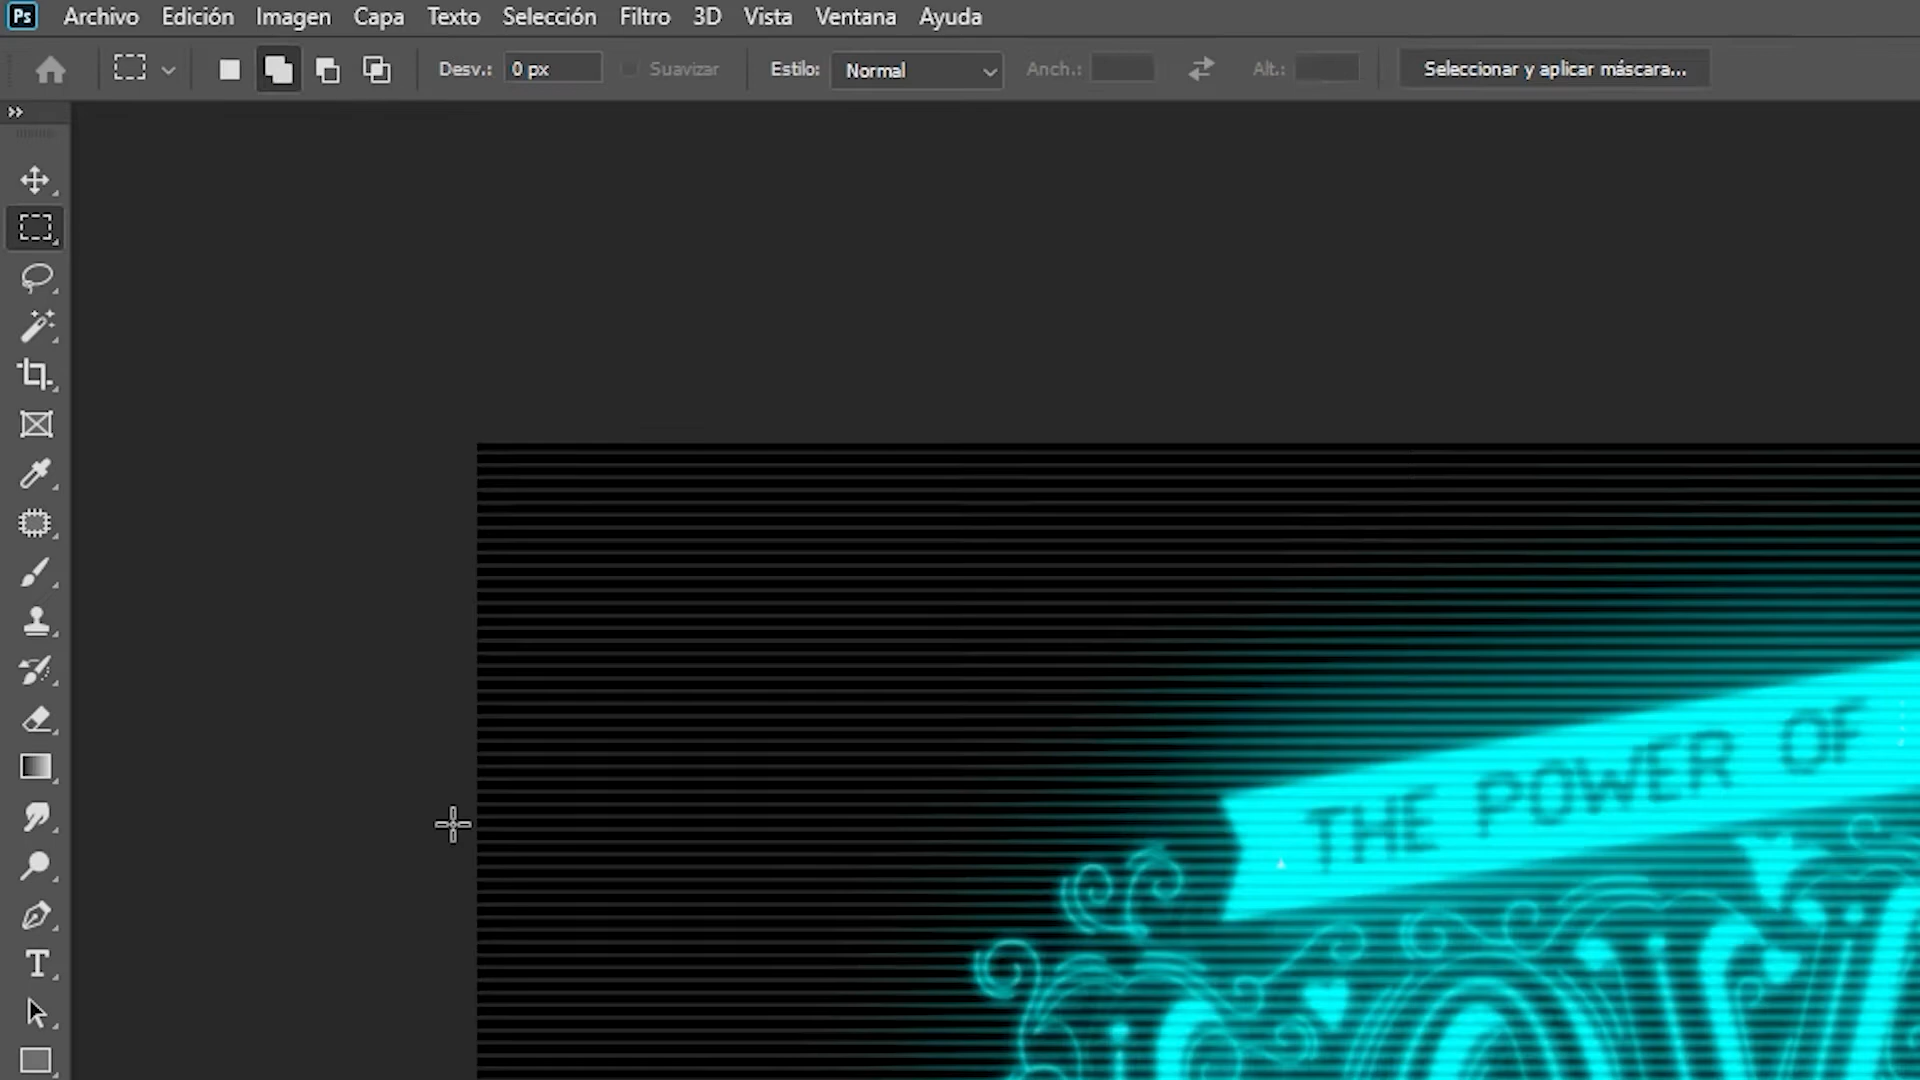 Ps Archivo Edición Imagen Capa Texto Selección Filtro 3D Vista Ventana Ayuda
Desv.: 0 px Suavizar Estilo: Normal Anch.: Alt.: Seleccionar y aplicar máscara...
THE POWER OF